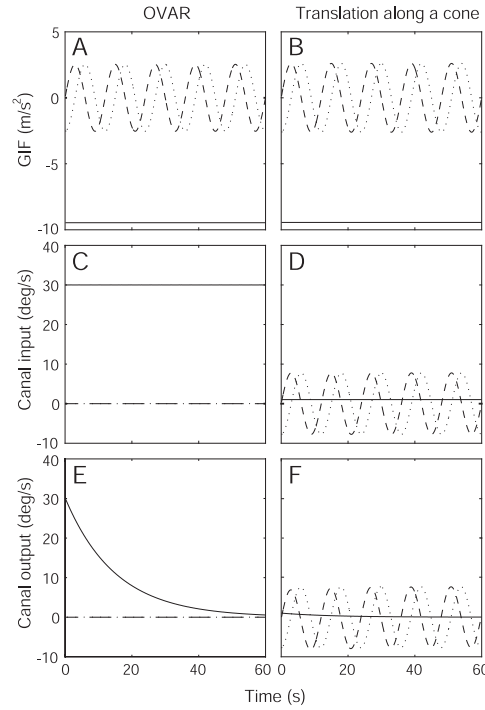 OVAR
Translation along a cone
A
B
5
0
-5
-10
GIF (m/s²)
C
D
40
30
20
10
0
-10
Canal input (deg/s)
E
F
40
30
20
10
0
-10
Canal output (deg/s)
0 20 40 60
0 20 40 60
Time (s)